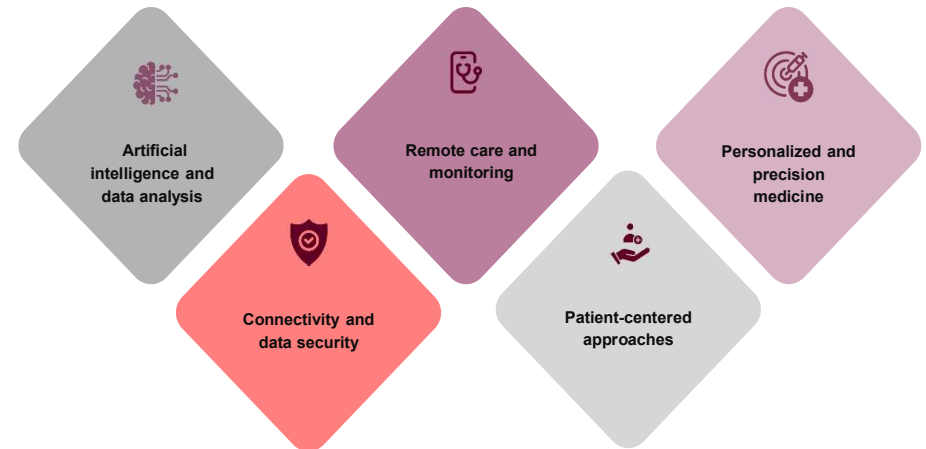 Artificial
intelligence and
data analysis
Connectivity and
data security
Remote care and
monitoring
Patient-centered
approaches
Personalized and
precision
medicine